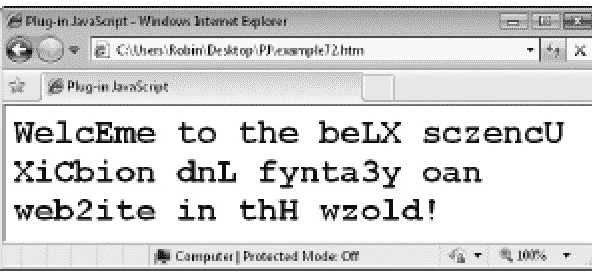 Plug-in JavaScript - Windows Internet Explorer
C:\Users\Robin\Desktop\PJ\example72.htm
Plug-in JavaScript
WelcEme to the beLX sczencU
XiCbion dnL fynta3y oan
web2ite in thH wzold!
Computer | Protected Mode: Off
100%